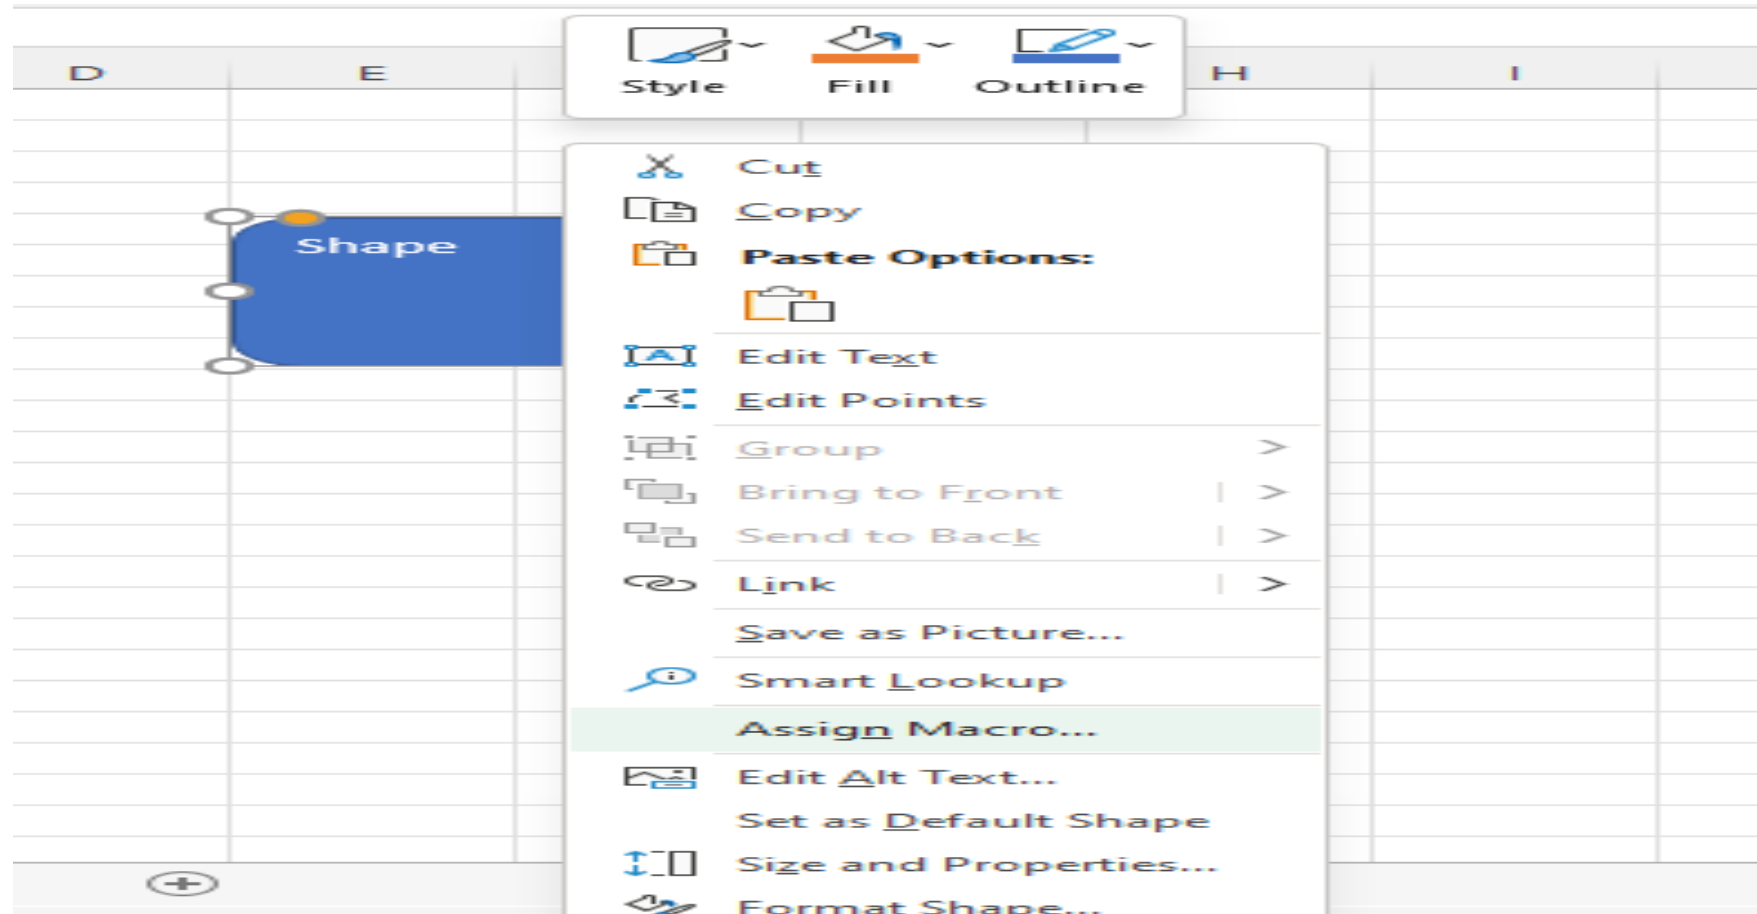 Style Fill Outline
D E H I
Cut
Copy
Shape
Paste Options:
Edit Text
Edit Points
Group
Bring to Front
Send to Back
Link
Save as Picture...
Smart Lookup
Assign Macro...
Edit Alt Text...
Set as Default Shape
Size and Properties...
Format Shape...